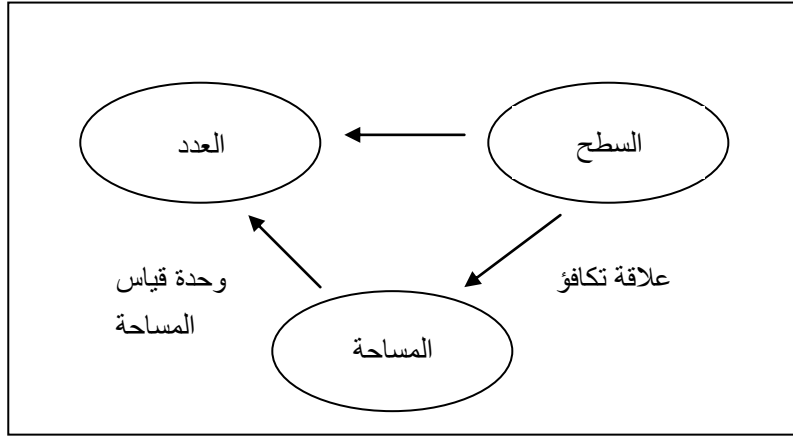 السطح
العدد
علاقة تكافؤ
وحدة قياس
المساحة
المساحة